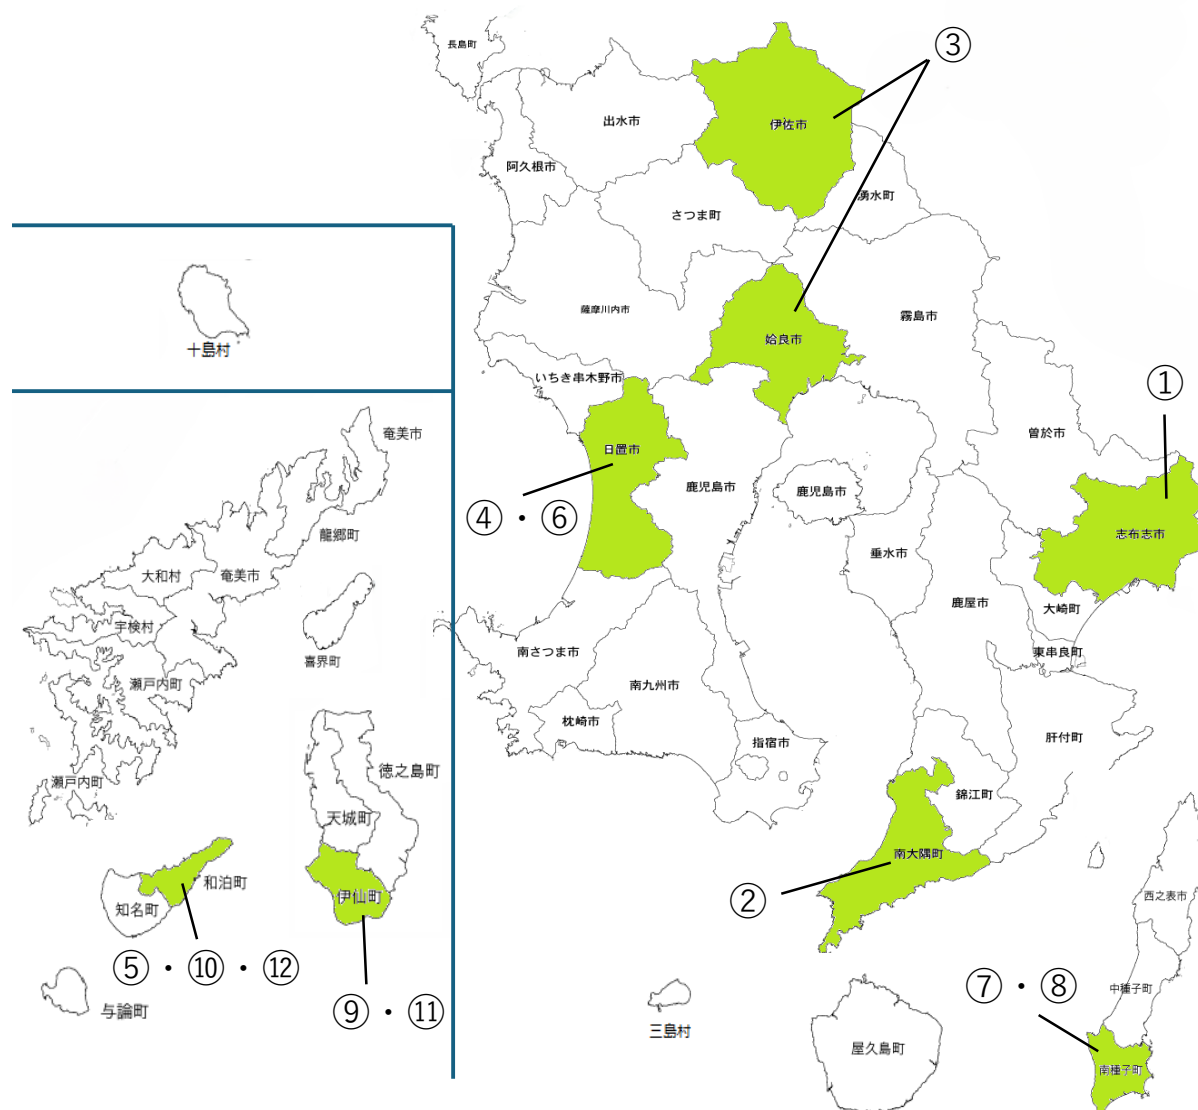 長島町
③
出水市
伊佐市
阿久根市
湧水町
さつま町
薩摩川内市
霧島市
姶良市
十島村
いちき串木野市
①
奄美市
曽於市
日置市
鹿児島市
鹿児島市
④・⑥
志布志市
龍郷町
垂水市
大和村
奄美市
鹿屋市
大崎町
宇検村
南さつま市
東串良町
喜界町
瀬戸内町
南九州市
枕崎市
指宿市
肝付町
徳之島町
瀬戸内町
錦江町
天城町
南大隅町
和泊町
伊仙町
②
西之表市
知名町
⑤・⑩・⑫
⑦・⑧
中種子町
与論町
⑨・⑪
三島村
屋久島町
南種子町